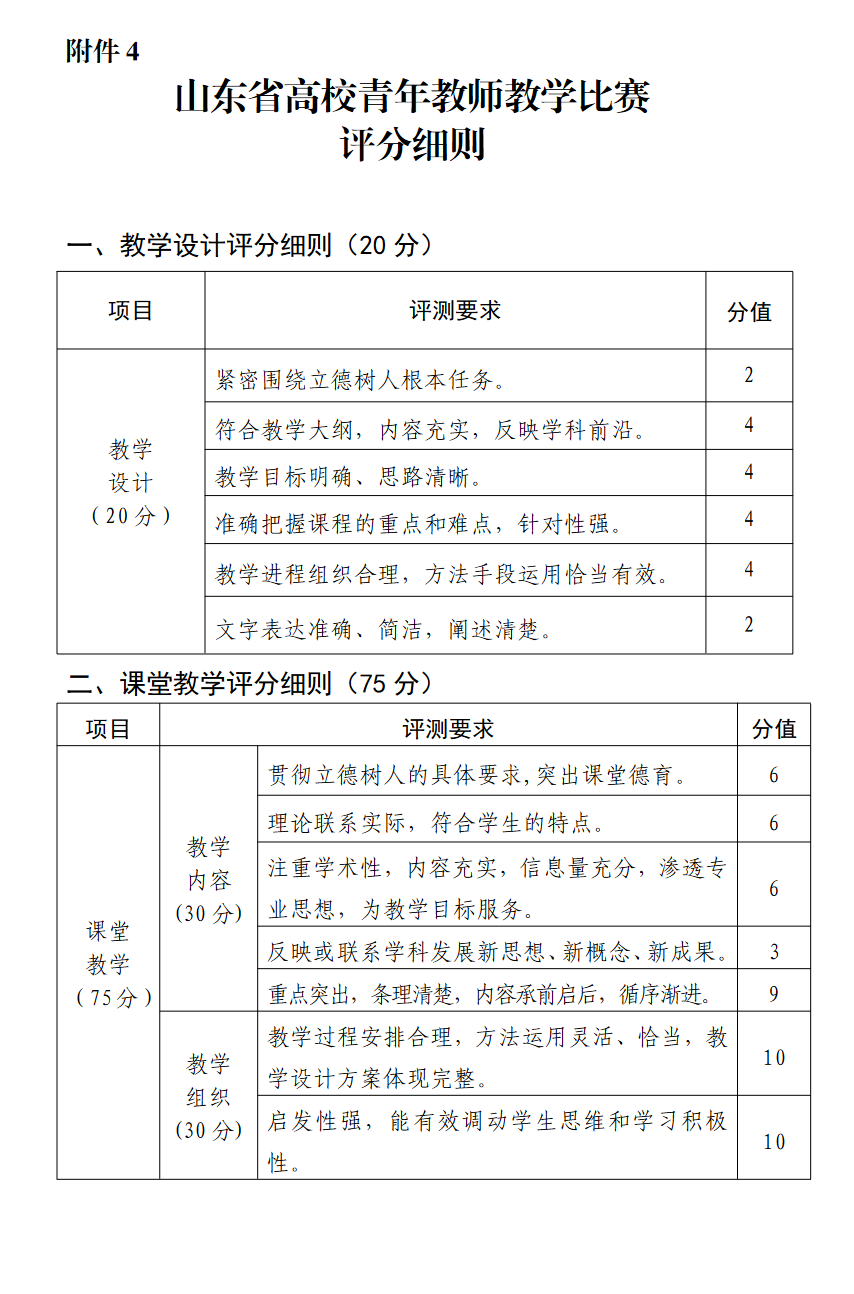 附件 4
山东省高校青年教师教学比赛
评分细则
一、教学设计评分细则（20 分）
项目 评测要求 分值
教学
设计
（20 分）
紧密围绕立德树人根本任务。 2
符合教学大纲，内容充实，反映学科前沿。 4
教学目标明确、思路清晰。 4
准确把握课程的重点和难点，针对性强。 4
教学进程组织合理，方法手段运用恰当有效。 4
文字表达准确、简洁，阐述清楚。 2
二、课堂教学评分细则（75 分）
项目 评测要求 分值
课堂
教学
（75 分）
教学
内容
（30 分）
贯彻立德树人的具体要求,突出课堂德育。 6
理论联系实际，符合学生的特点。 6
注重学术性，内容充实，信息量充分，渗透专
业思想，为教学目标服务。 6
反映或联系学科发展新思想、新概念、新成果。 3
重点突出，条理清楚，内容承前启后，循序渐进。 9
教学
组织
（30 分）
教学过程安排合理，方法运用灵活、恰当，教
学设计方案体现完整。 10
启发性强，能有效调动学生思维和学习积极
性。 10